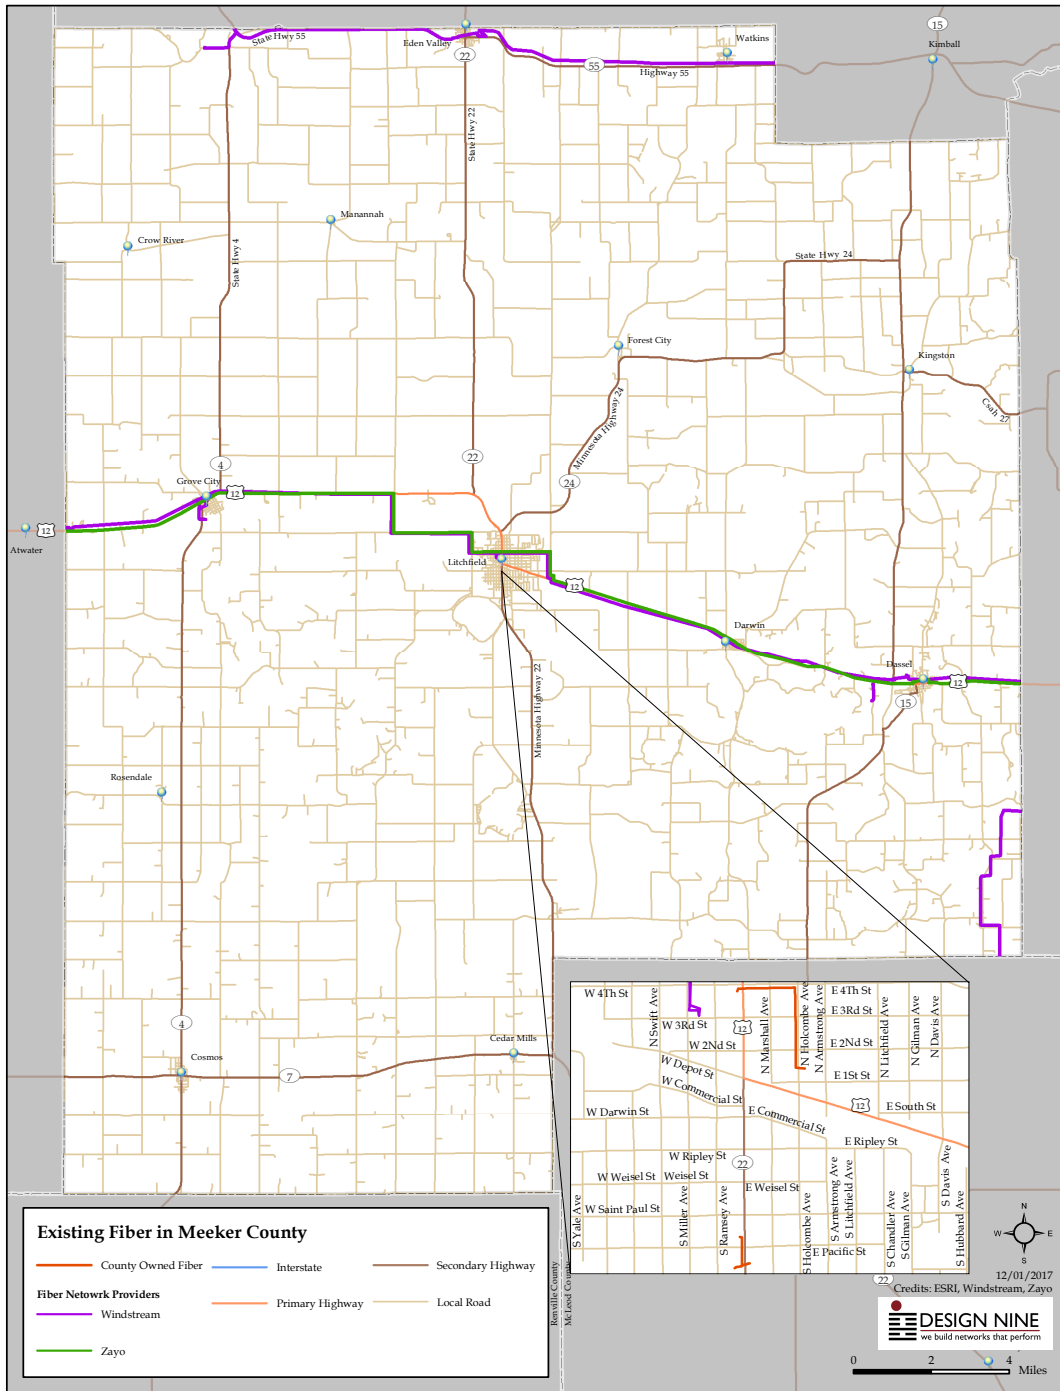 State Hwy 55
Eden Valley
22
Watkins
55
Highway 55
15
Kimball
State Hwy 22
Manannah
Crow River
State Hwy 4
State Hwy 24
Forest City
Kingston
Csah 27
Minnesota Highway 24
4
22
24
Grove City
12
12
Atwater
Litchfield
12
Darwin
Dassel
12
15
Minnesota Highway 22
Rosendale
4
Cosmos
7
Cedar Mills
W 4Th St
N Swift Ave
W 3Rd St
12
N Marshall Ave
N Holcombe Ave
N Armstrong Ave
E 4Th St
E 3Rd St
N Litchfield Ave
N Gilman Ave
N Davis Ave
W 2Nd St
E 2Nd St
W Depot St
E 1St St
W Commercial St
W Darwin St
E Commercial St
12
E South St
E Ripley St
W Ripley St
22
W Weisel St
Weisel St
E Weisel St
W Saint Paul St
S Yale Ave
S Miller Ave
S Ramsey Ave
S Holcombe Ave
S Armstrong Ave
S Litchfield Ave
E Pacific St
S Chandler Ave
S Gilman Ave
S Davis Ave
S Hubbard Ave
Renville County
McLeod County
Existing Fiber in Meeker County
County Owned Fiber
Interstate
Secondary Highway
Fiber Netowrk Providers
Windstream
Primary Highway
Local Road
Zayo
N
W
E
S
12/01/2017
22
Credits: ESRI, Windstream, Zayo
DESIGN NINE
we build networks that perform
0
2
4
Miles